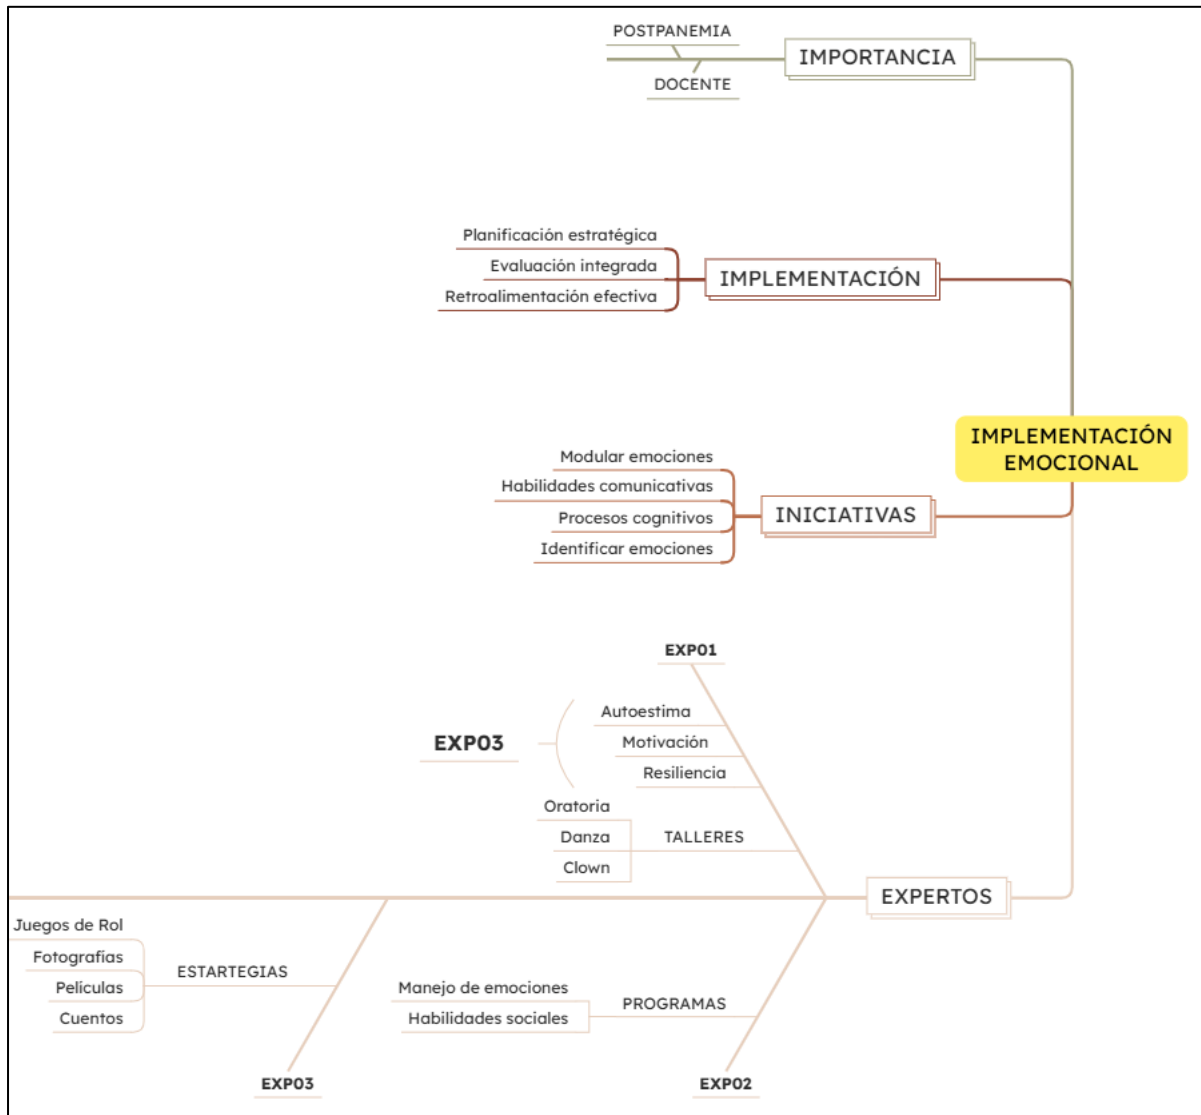 POSTPANEMIA
IMPORTANCIA
DOCENTE
Planificación estratégica
Evaluación integrada
IMPLEMENTACIÓN
Retroalimentación efectiva
IMPLEMENTACIÓN
EMOCIONAL
Modular emociones
Habilidades comunicativas
INICIATIVAS
Procesos cognitivos
Identificar emociones
EXP01
Autoestima
EXP03
Motivación
Resiliencia
Oratoria
Danza
TALLERES
Clown
EXPERTOS
Juegos de Rol
Fotografías
ESTARTEGIAS
Películas
Cuentos
Manejo de emociones
PROGRAMAS
Habilidades sociales
EXP03
EXP02